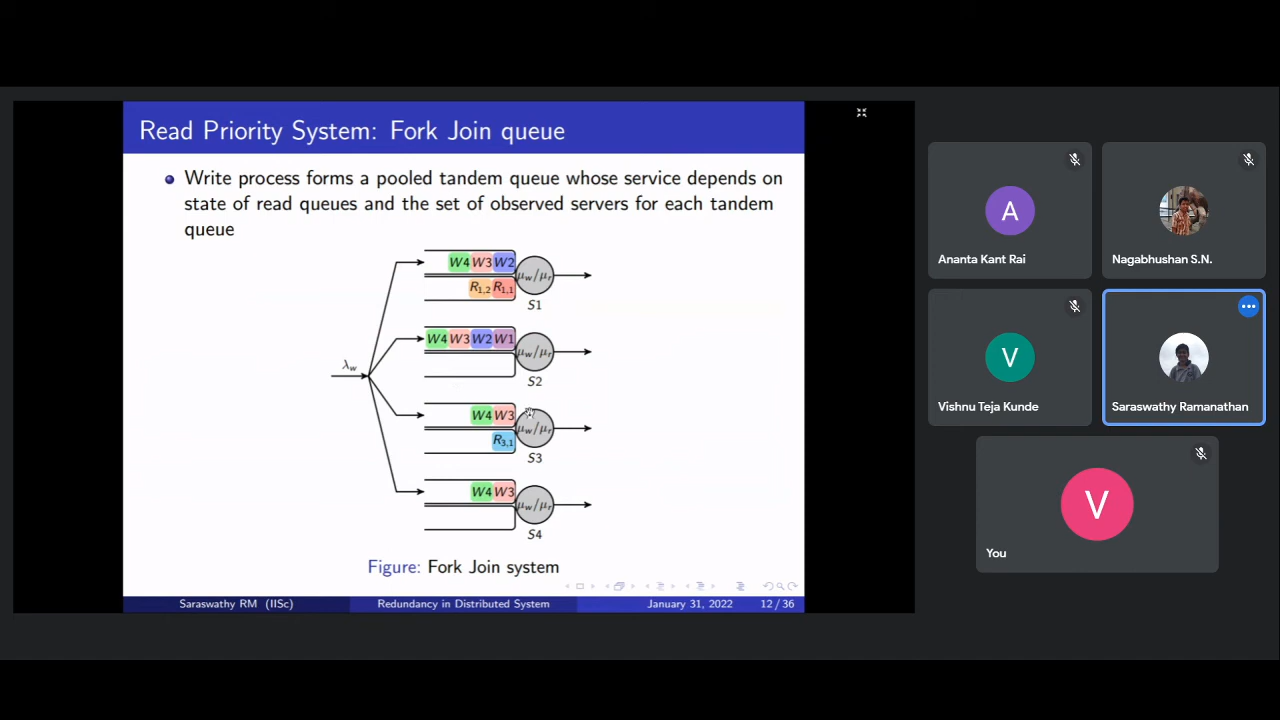 Read Priority System: Fork Join queue
Write process forms a pooled tandem queue whose service depends on
state of read queues and the set of observed servers for each tandem
queue
W4 W3 W2
μw/μr
R1,2 R1,1
S1
W4 W3 W2 W1
μw/μr
S2
λw
W4 W3
μw/μr
R3,1
S3
W4 W3
μw/μr
S4
Figure: Fork Join system
Saraswathy RM (IISc) Redundancy in Distributed System January 31, 2022 12 / 36
A
Ananta Kant Rai
Nagabhushan S.N.
V
Vishnu Teja Kunde
Saraswathy Ramanathan
V
You